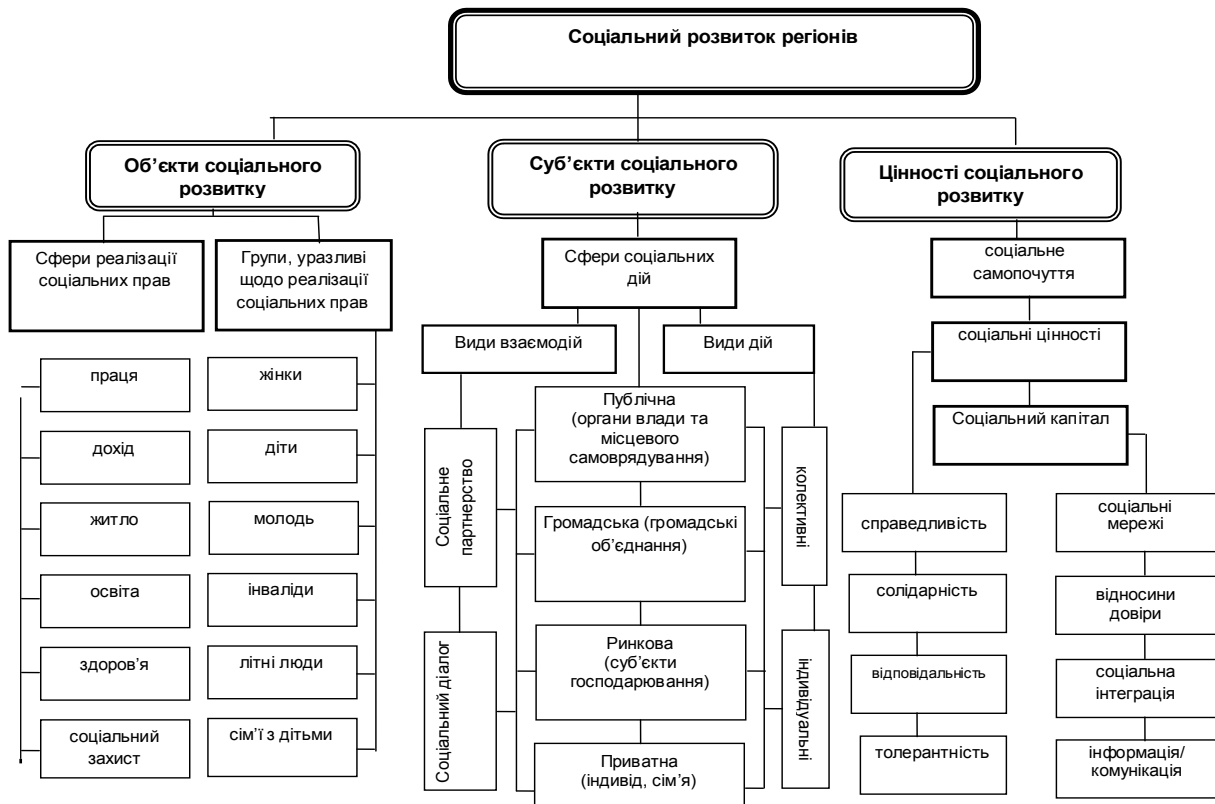 Соціальний розвиток регіонів
Об’єкти соціального
розвитку
Суб’єкти соціального
розвитку
Цінності соціального
розвитку
Сфери реалізації
соціальних прав
Групи, уразливі
щодо реалізації
соціальних прав
праця
дохід
житло
освіта
здоров’я
соціальний
захист
жінки
діти
молодь
інваліди
літні люди
сім’ї з дітьми
Сфери соціальних
дій
Види взаємодій
Види дій
Соціальне
партнерство
Соціальний діалог
Публічна
(органи влади та
місцевого
самоврядування)
Громадська (громадські
об’єднання)
Ринкова
(суб’єкти
господарювання)
Приватна
(індивід, сім’я)
колективні
індивідуальні
соціальне
самопочуття
соціальні цінності
Соціальний капітал
справедливість
солідарність
відповідальність
толерантність
соціальні
мережі
відносини
довіри
соціальна
інтеграція
інформація/
комунікація